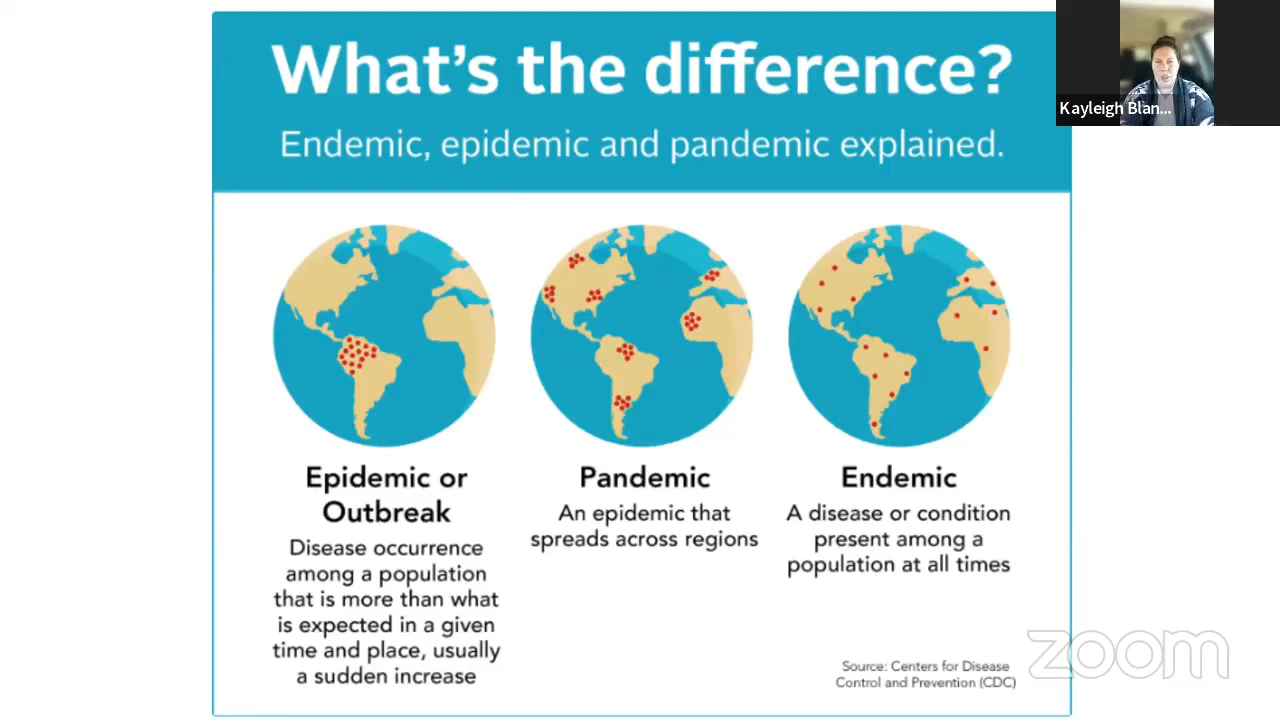 What's the difference?
Endemic, epidemic and pandemic explained.
Kayleigh Blan...
Epidemic or
Outbreak
Disease occurrence
among a population
that is more than what
is expected in a given
time and place, usually
a sudden increase
Pandemic
An epidemic that
spreads across regions
Endemic
A disease or condition
present among a
population at all times
Source: Centers for Disease
Control and Prevention (CDC)
zoom